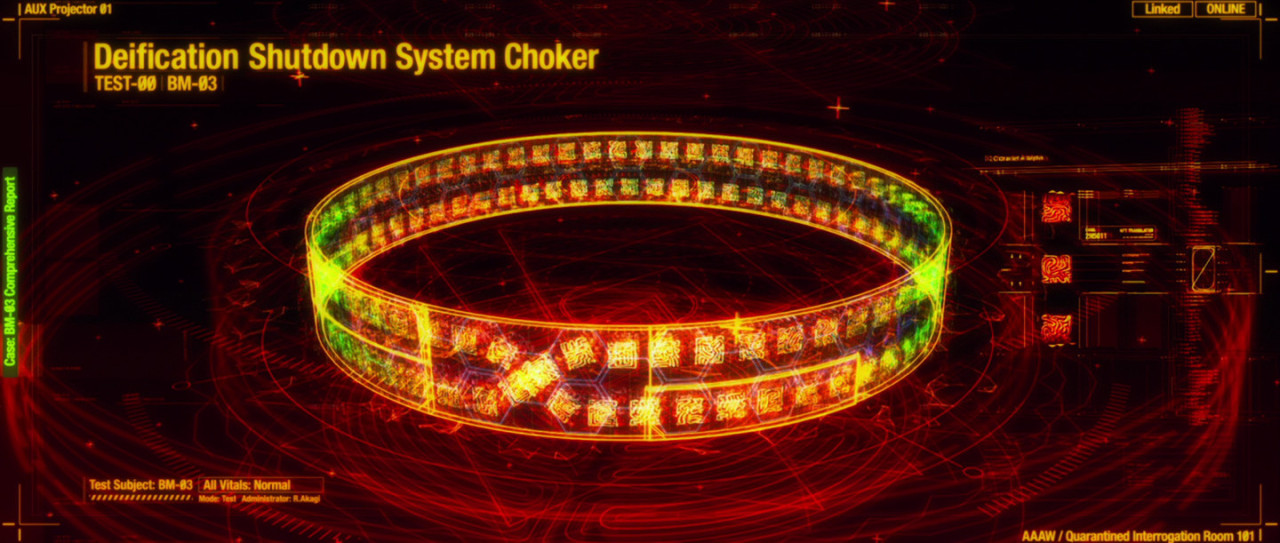 AUX Projector 01
Linked
ONLINE
Deification Shutdown System Choker
TEST-00 BM-03
Case: BM-03 Comprehensive Report
Test Subject: BM-03
All Vitals: Normal
Mode: Test Administrator: R.Akagi
AAAW / Quarantined Interrogation Room 101